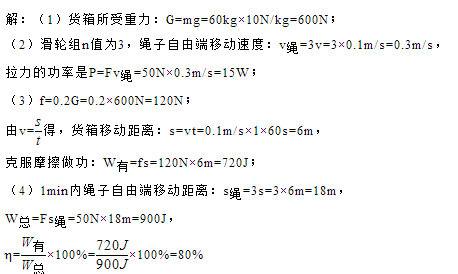 解：（1）货箱所受重力：G=mg=60kg×10N/kg=600N；
（2）滑轮组n值为3，绳子自由端移动速度：v绳=3v=3×0.1m/s=0.3m/s，
拉力的功率是P=Fv绳=50N×0.3m/s=15W；
（3）f=0.2G=0.2×600N=120N；
由v=s/t得，货箱移动距离：s=vt=0.1m/s×1×60s=6m，
克服摩擦做功：W有=fs=120N×6m=720J；
（4）1min内绳子自由端移动距离：s绳=3s=3×6m=18m，
W总=Fs绳=50N×18m=900J，
η=W有/W总×100%=720J/900J×100%=80%